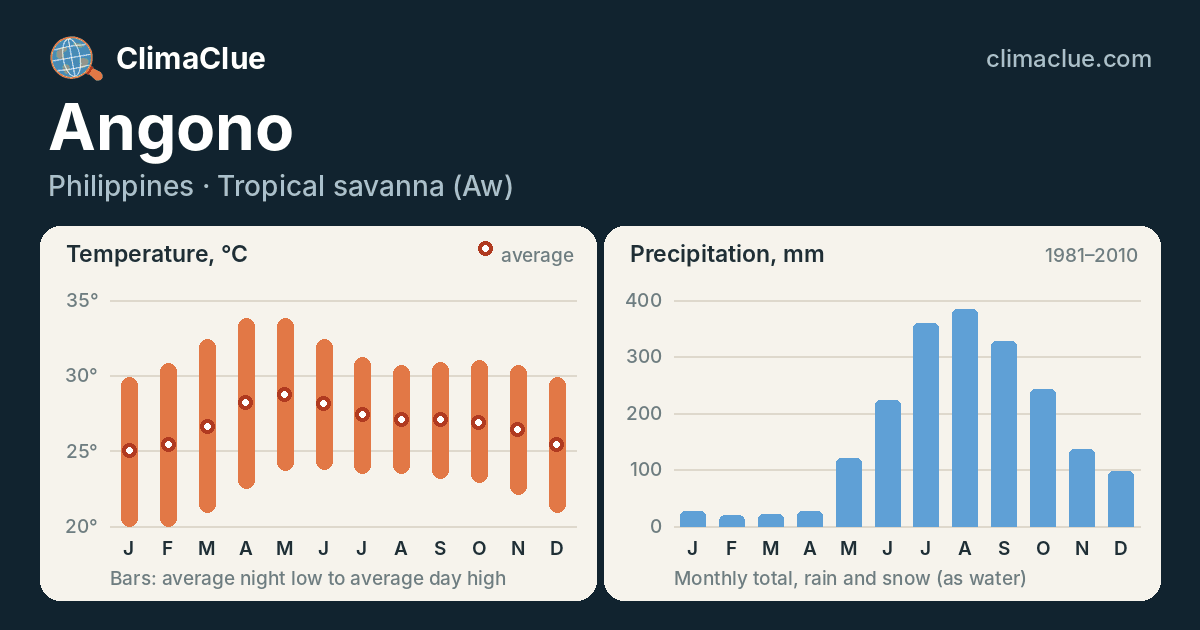 ClimaClue
climaclue.com
Angono
Philippines · Tropical savanna (Aw)
Temperature, °C
average
35°
30°
25°
20°
J F M A M J J A S O N D
Bars: average night low to average day high
Precipitation, mm
1981–2010
400
300
200
100
0
J F M A M J J A S O N D
Monthly total, rain and snow (as water)